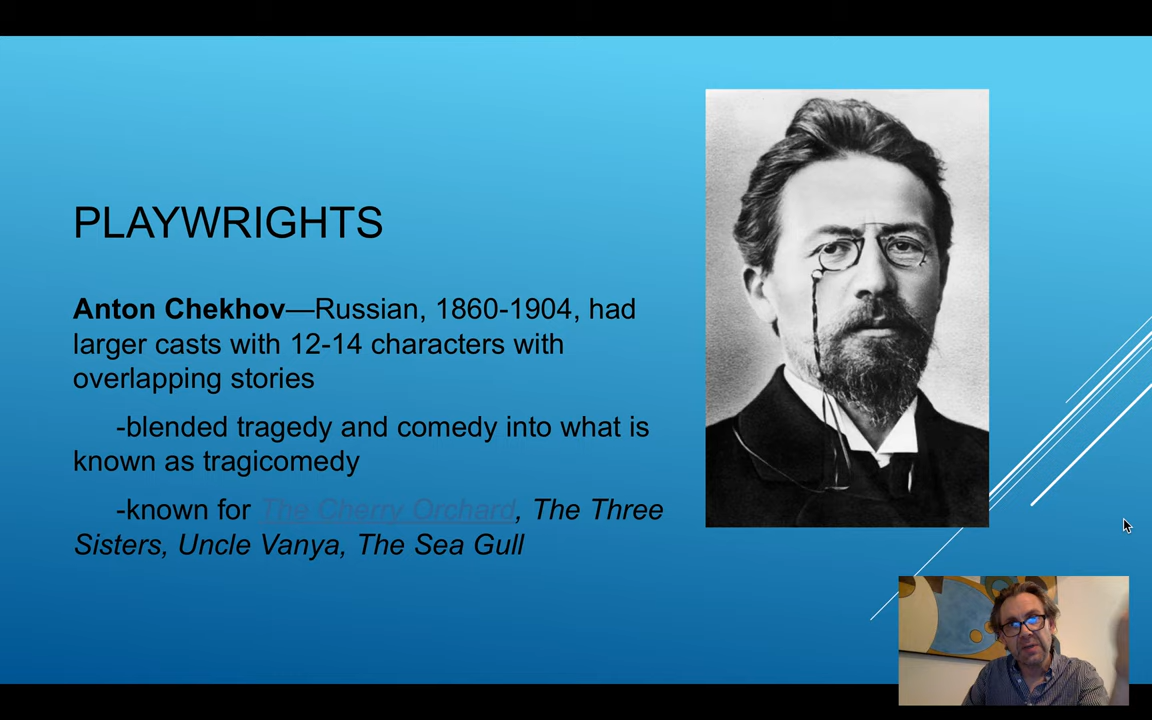 PLAYWRIGHTS
Anton Chekhov—Russian, 1860-1904, had
larger casts with 12-14 characters with
overlapping stories
-blended tragedy and comedy into what is
known as tragicomedy
-known for The Cherry Orchard, The Three
Sisters, Uncle Vanya, The Sea Gull